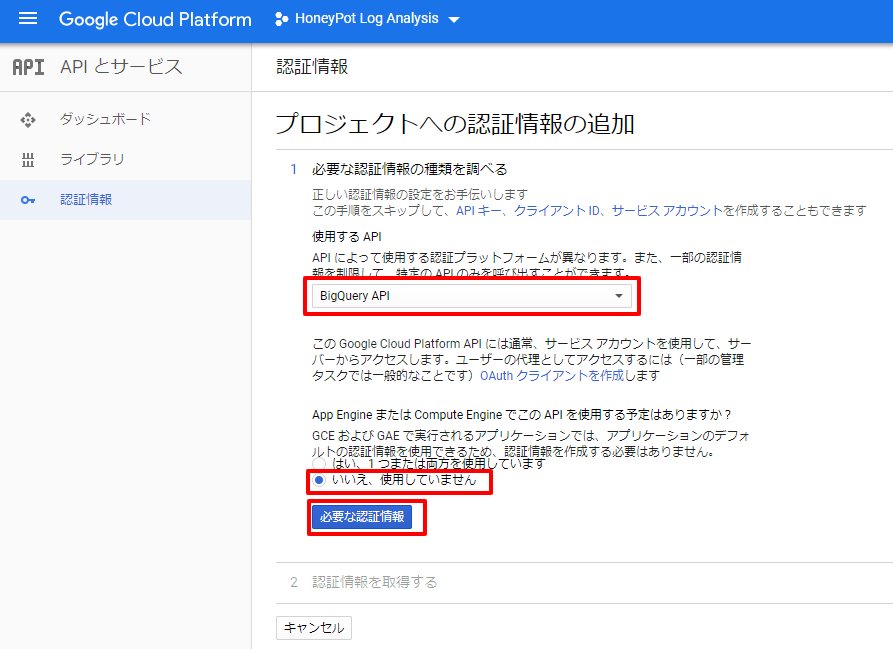 Google Cloud Platform
HoneyPot Log Analysis
API
API とサービス
認証情報
ダッシュボード
ライブラリ
認証情報
プロジェクトへの認証情報の追加
1 必要な認証情報の種類を調べる
正しい認証情報の設定をお手伝いします
この手順をスキップして、API キー、クライアント ID、サービス アカウントを作成することもできます
使用する API
API によって使用する認証プラットフォームが異なります。また、一部の認証情
報を制限して、特定の API のみを呼び出すことができます。
BigQuery API
この Google Cloud Platform API には通常、サービス アカウントを使用して、サー
バーからアクセスします。ユーザーの代理としてアクセスするには（一部の管理
タスクでは一般的なことです）OAuth クライアントを作成します
App Engine または Compute Engine でこの API を使用する予定はありますか？
GCE および GAE で実行されるアプリケーションでは、アプリケーションのデフォ
ルトの認証情報を使用できるため、認証情報を作成する必要はありません。
はい、1 つまたは両方を使用しています
いいえ、使用していません
必要な認証情報
2 認証情報を取得する
キャンセル